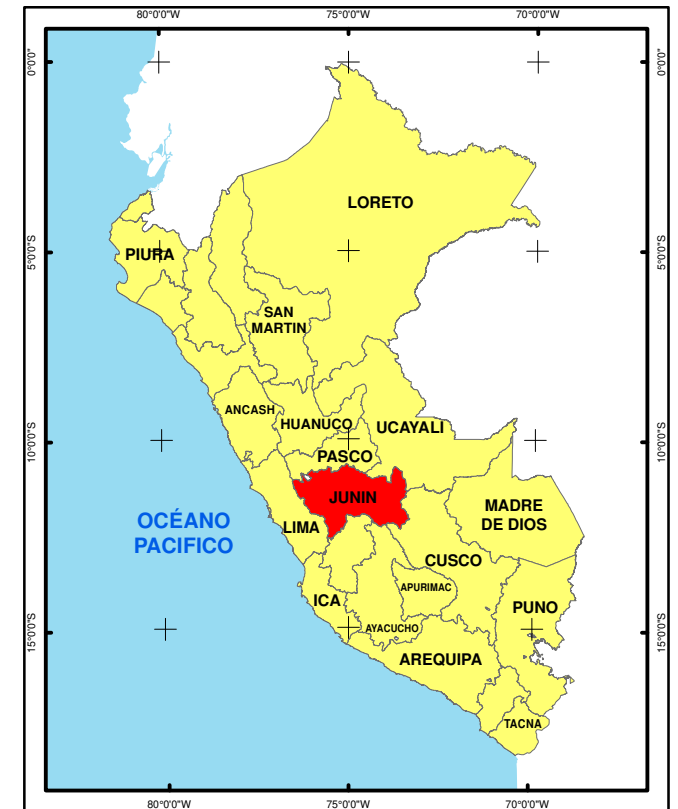 80°0'0"W 75°0'0"W 70°0'0"W
0°0'0" 0°0'0"
LORETO
PIURA
5°0'0"S 5°0'0"S
SAN
MARTIN
ANCASH
HUANUCO
UCAYALI
10°0'0"S 10°0'0"S
PASCO
JUNIN
MADRE
DE DIOS
OCÉANO
PACIFICO
LIMA
CUSCO
APURIMAC
ICA
PUNO
AYACUCHO
15°0'0"S 15°0'0"S
AREQUIPA
TACNA
80°0'0"W 75°0'0"W 70°0'0"W